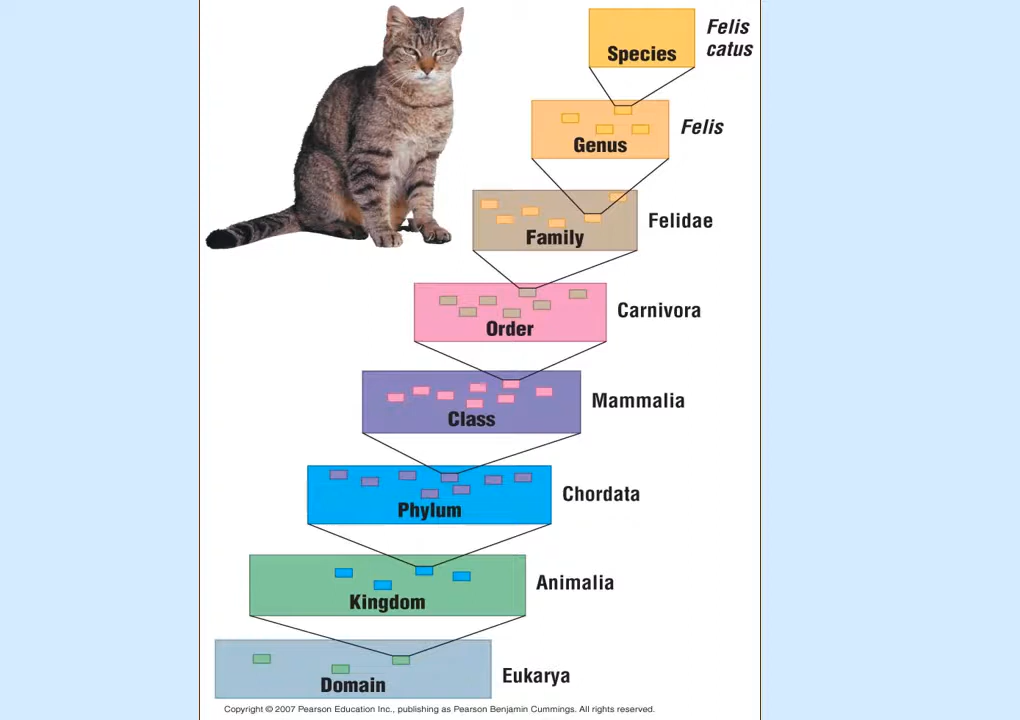 Species
Felis
catus
Genus
Felis
Family
Felidae
Order
Carnivora
Class
Mammalia
Phylum
Chordata
Kingdom
Animalia
Domain
Eukarya
Copyright © 2007 Pearson Education Inc., publishing as Pearson Benjamin Cummings. All rights reserved.